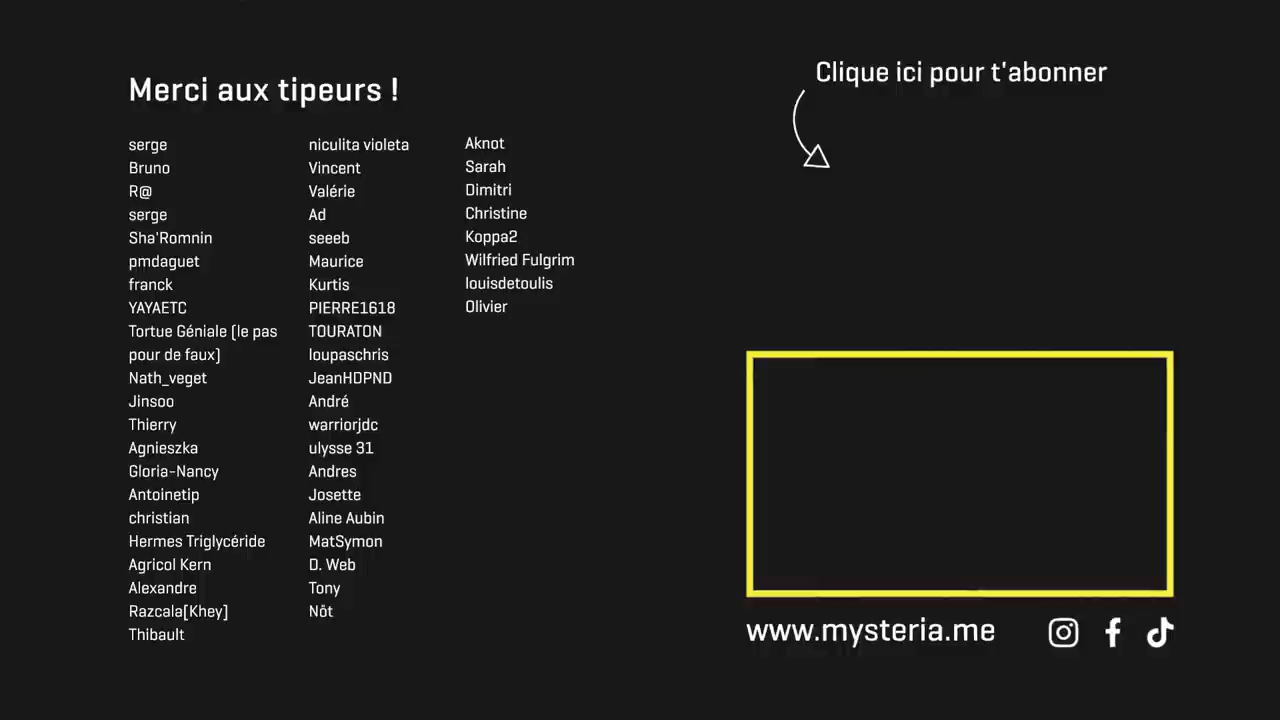 Merci aux tipeurs !
serge
Bruno
R@
serge
Sha'Romnin
pmdaguet
franck
YAYAETC
Tortue Géniale (le pas
pour de faux)
Nath_veget
Jinsoo
Thierry
Agnieszka
Gloria-Nancy
Antoinetip
christian
Hermes Triglycéride
Agricol Kern
Alexandre
Razcala[Khey]
Thibault
niculita violeta
Vincent
Valérie
Ad
seeeb
Maurice
Kurtis
PIERRE1618
TOURATON
loupaschris
JeanHDPND
André
warriorjdc
ulysse 31
Andres
Josette
Aline Aubin
MatSymon
D. Web
Tony
Nôt
Aknot
Sarah
Dimitri
Christine
Koppa2
Wilfried Fulgrim
louisdetoulis
Olivier
Clique ici pour t'abonner
www.mysteria.me